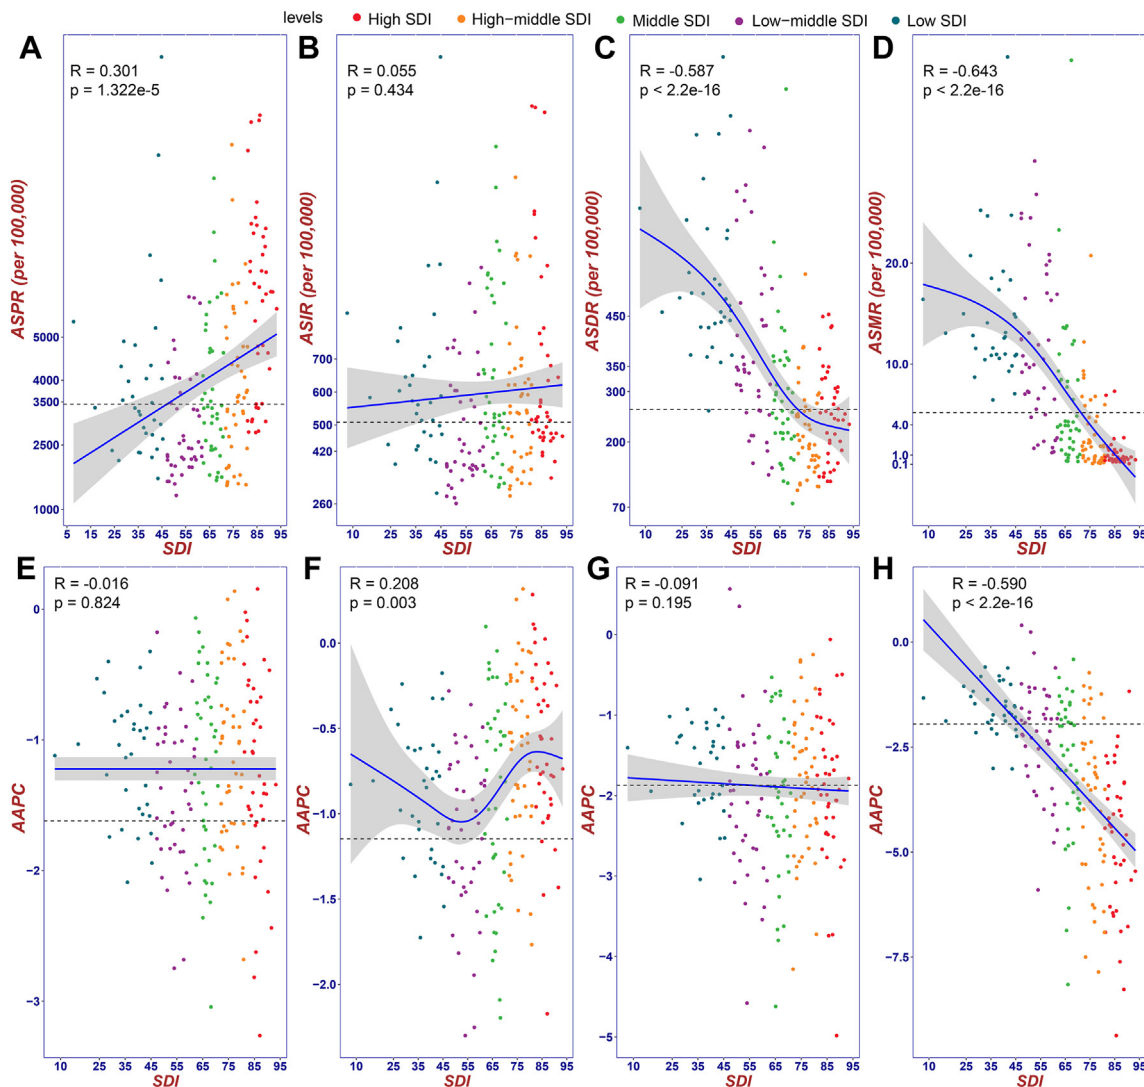 levels High SDI High−middle SDI Middle SDI Low−middle SDI Low SDI
A
R = 0.301
p = 1.322e-5
ASPR (per 100,000)
5000
4000
3500
2500
1000
5 15 25 35 45 55 65 75 85 95
SDI
B
R = 0.055
p = 0.434
ASIR (per 100,000)
700
600
500
420
260
10 25 35 45 55 65 75 85 95
SDI
C
R = -0.587
p < 2.2e-16
ASDR (per 100,000)
450
350
300
200
70
10 25 35 45 55 65 75 85 95
SDI
D
R = -0.643
p < 2.2e-16
ASMR (per 100,000)
20.0
10.0
4.0
1.0
0.1
10 25 35 45 55 65 75 85 95
SDI
E
R = -0.016
p = 0.824
AAPC
0
−1
−2
−3
10 25 35 45 55 65 75 85 95
SDI
F
R = 0.208
p = 0.003
AAPC
0.0
−0.5
−1.0
−1.5
−2.0
10 25 35 45 55 65 75 85 95
SDI
G
R = -0.091
p = 0.195
AAPC
0
−1
−2
−3
−4
−5
10 25 35 45 55 65 75 85 95
SDI
H
R = -0.590
p < 2.2e-16
AAPC
0.0
−2.5
−5.0
−7.5
10 25 35 45 55 65 75 85 95
SDI